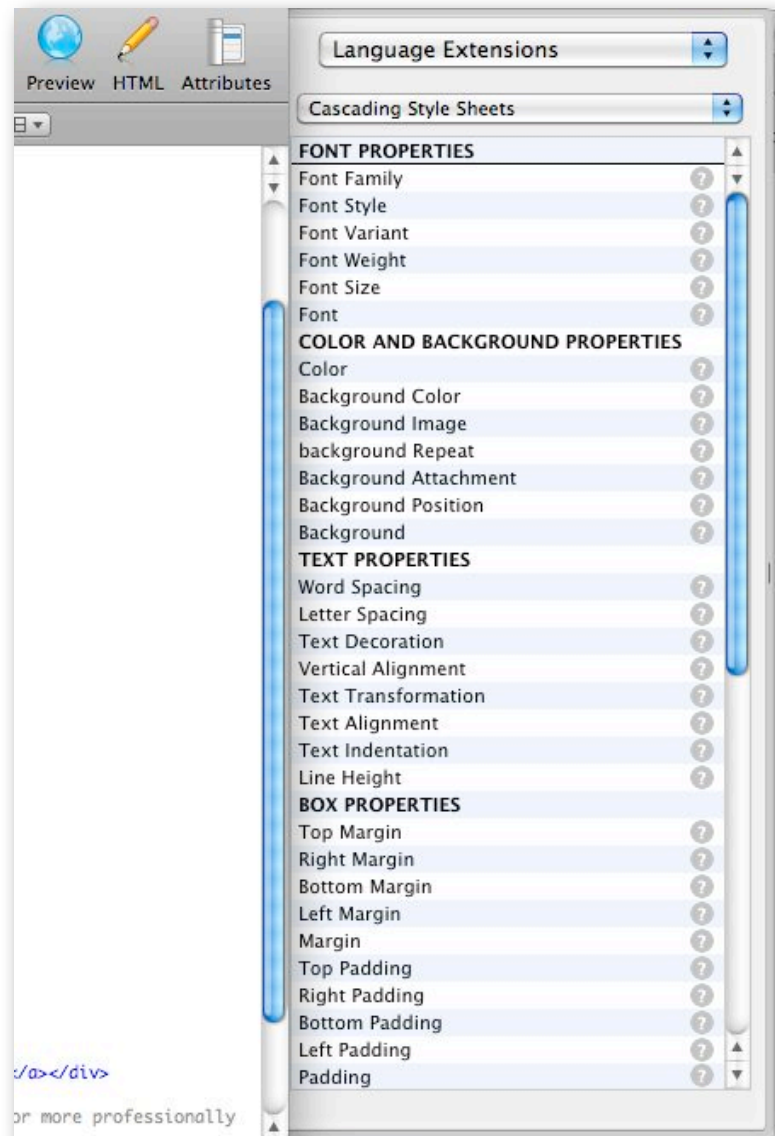 Preview HTML Attributes
Language Extensions
Cascading Style Sheets
FONT PROPERTIES
Font Family
Font Style
Font Variant
Font Weight
Font Size
Font
COLOR AND BACKGROUND PROPERTIES
Color
Background Color
Background Image
background Repeat
Background Attachment
Background Position
Background
TEXT PROPERTIES
Word Spacing
Letter Spacing
Text Decoration
Vertical Alignment
Text Transformation
Text Alignment
Text Indentation
Line Height
BOX PROPERTIES
Top Margin
Right Margin
Bottom Margin
Left Margin
Margin
Top Padding
Right Padding
Bottom Padding
Left Padding
Padding
</a></div>
or more professionally